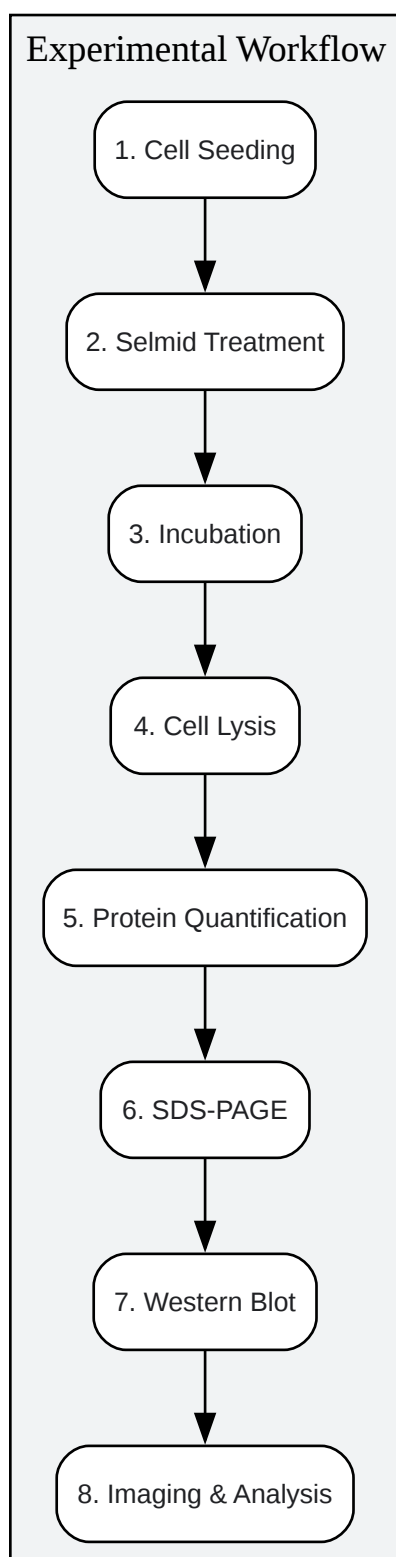 Experimental Workflow
1. Cell Seeding
2. Selmid Treatment
3. Incubation
4. Cell Lysis
5. Protein Quantification
6. SDS-PAGE
7. Western Blot
8. Imaging & Analysis